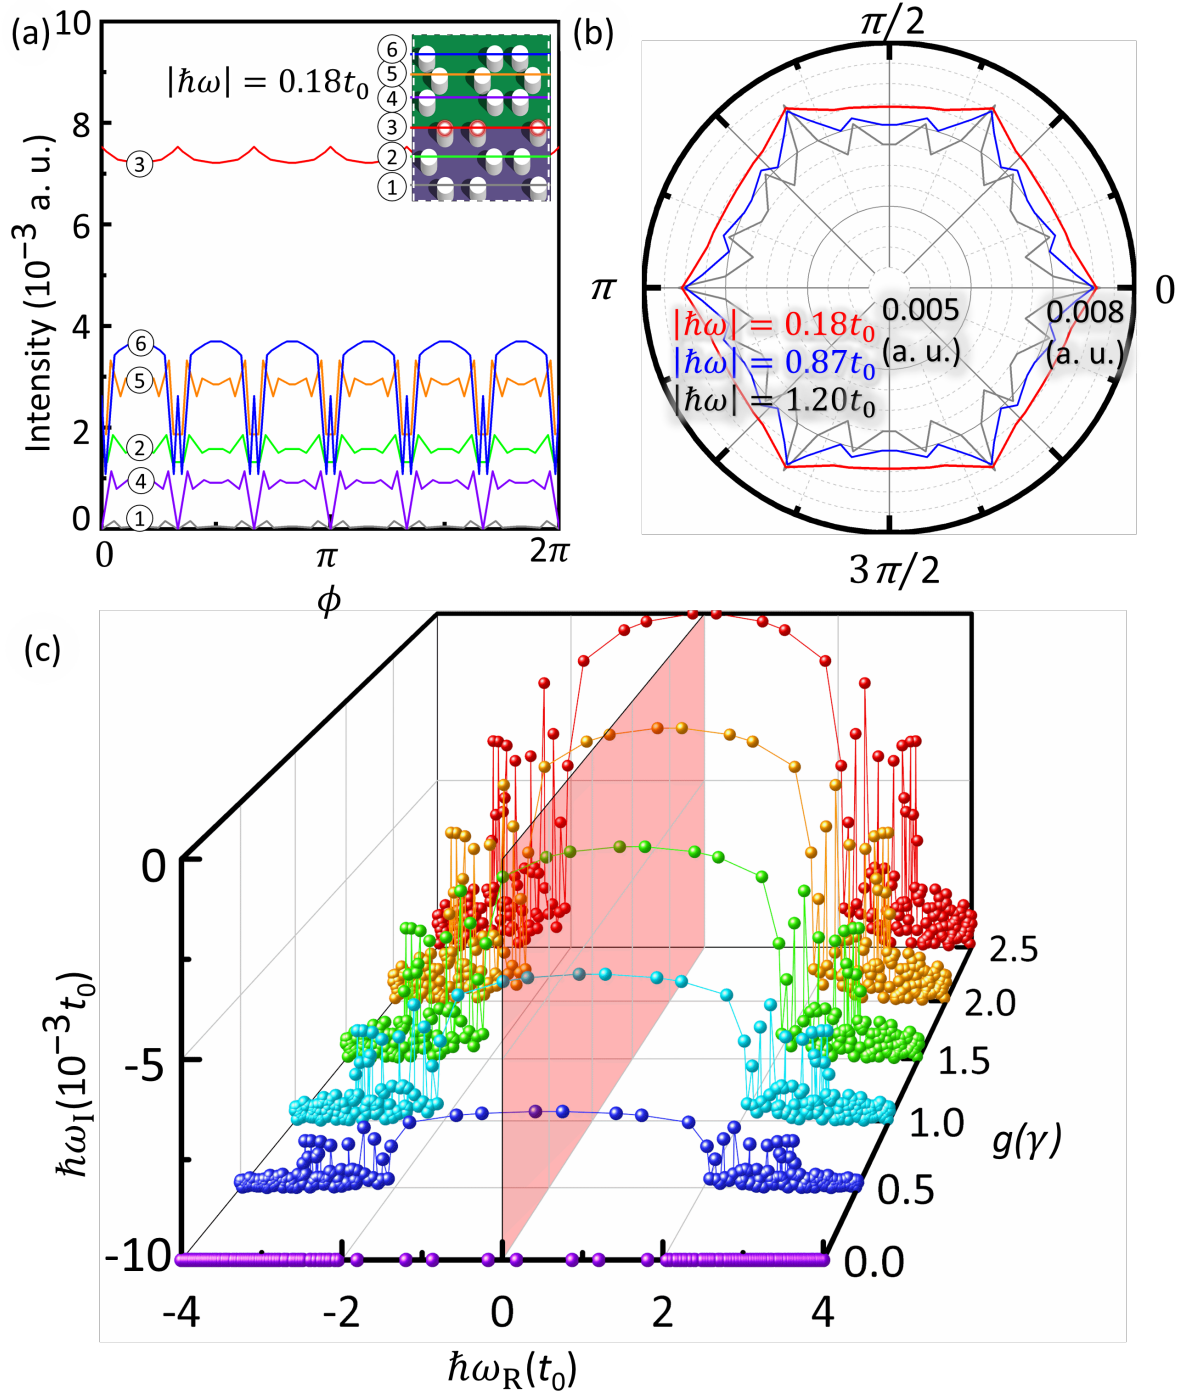 (a)
10
8
6
4
2
0
Intensity (10⁻³ a. u.)
|ħω| = 0.18t₀
6
5
4
3
2
1
3
6
5
2
4
1
0
π
2π
ϕ
(b)
π/2
π
0
3π/2
|ħω| = 0.18t₀
|ħω| = 0.87t₀
|ħω| = 1.20t₀
0.005
(a. u.)
0.008
(a. u.)
(c)
0
-5
-10
ħω_I(10⁻³t₀)
-4
-2
0
2
4
ħω_R(t₀)
2.5
2.0
1.5
1.0
0.5
0.0
g(γ)